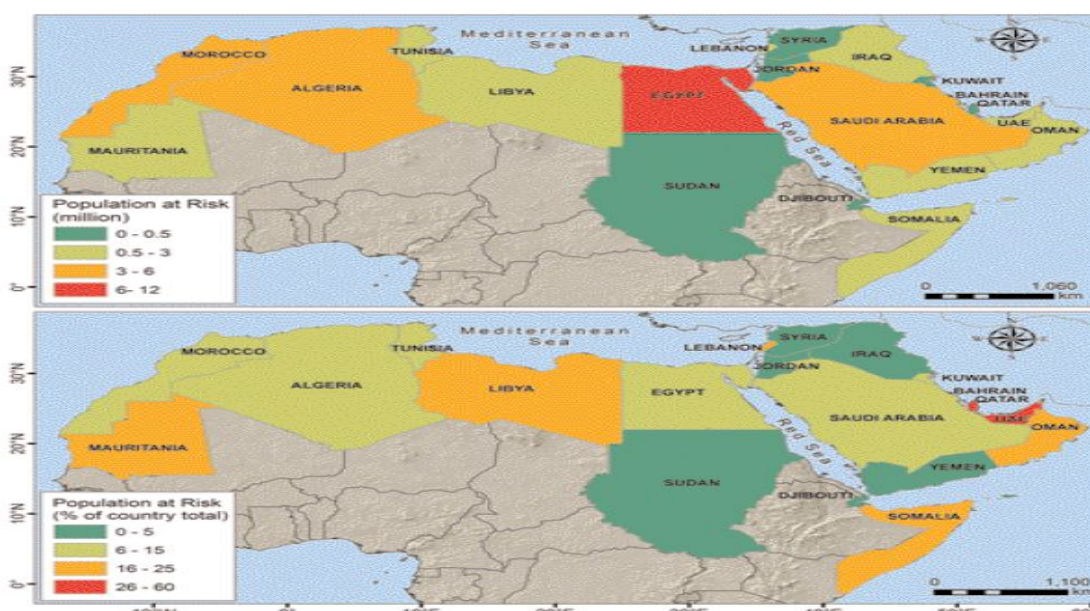 Mediterranean
Sea
MOROCCO
TUNISIA
LEBANON
SYRIA
IRAQ
JORDAN
ALGERIA
LIBYA
EGYPT
KUWAIT
BAHRAIN
QATAR
SAUDI ARABIA
UAE
OMAN
Red Sea
MAURITANIA
YEMEN
SUDAN
DJIBOUTI
SOMALIA
30°N
20°N
10°N
0°
Population at Risk
(million)
0 - 0.5
0.5 - 3
3 - 6
6- 12
0
1,060
km
Mediterranean
Sea
MOROCCO
TUNISIA
LEBANON
SYRIA
IRAQ
JORDAN
ALGERIA
LIBYA
EGYPT
KUWAIT
BAHRAIN
QATAR
SAUDI ARABIA
UAE
OMAN
Red Sea
MAURITANIA
YEMEN
SUDAN
DJIBOUTI
SOMALIA
30°N
20°N
10°N
0°
Population at Risk
(% of country total)
0 - 5
6 - 15
16 - 25
26 - 60
0
1,100
km